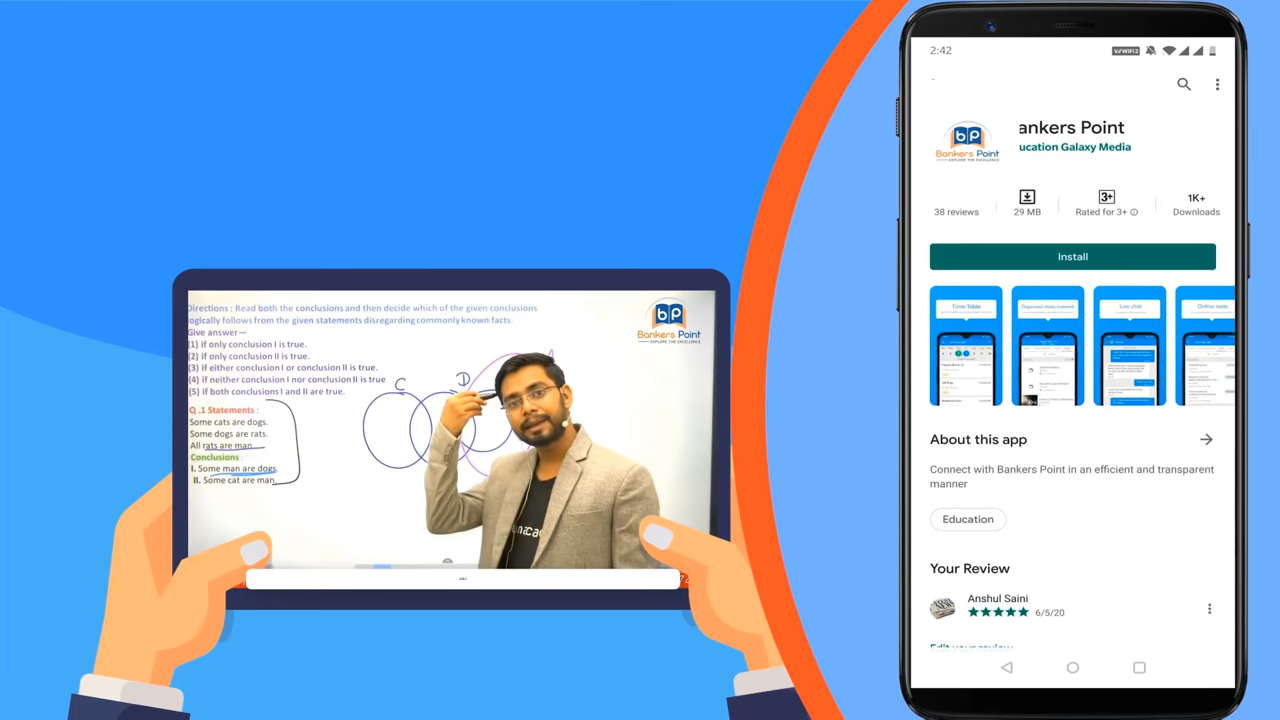 Directions : Read both the conclusions and then decide which of the given conclusions
ogically follows from the given statements disregarding commonly known facts.
Give answer—
(1) if only conclusion I is true.
(2) if only conclusion II is true.
(3) if either conclusion I or conclusion II is true.
(4) if neither conclusion I nor conclusion II is true
(5) if both conclusions I and II are true.
Q .1 Statements :
Some cats are dogs.
Some dogs are rats.
All rats are man.
Conclusions :
I. Some man are dogs.
II. Some cat are man.
C
D
bp
Bankers Point
EXPLORE THE EXCELLENCE
2:42
Vo WIFI 2
bp
Bankers Point
EXPLORE THE EXCELLENCE
ankers Point
ucation Galaxy Media
38 reviews
29 MB
3+
Rated for 3+
1K+
Downloads
Install
Time-Table
Organized study material
Live chat
Online tests
About this app
Connect with Bankers Point in an efficient and transparent
manner
Education
Your Review
Anshul Saini
6/5/20
Edit your review